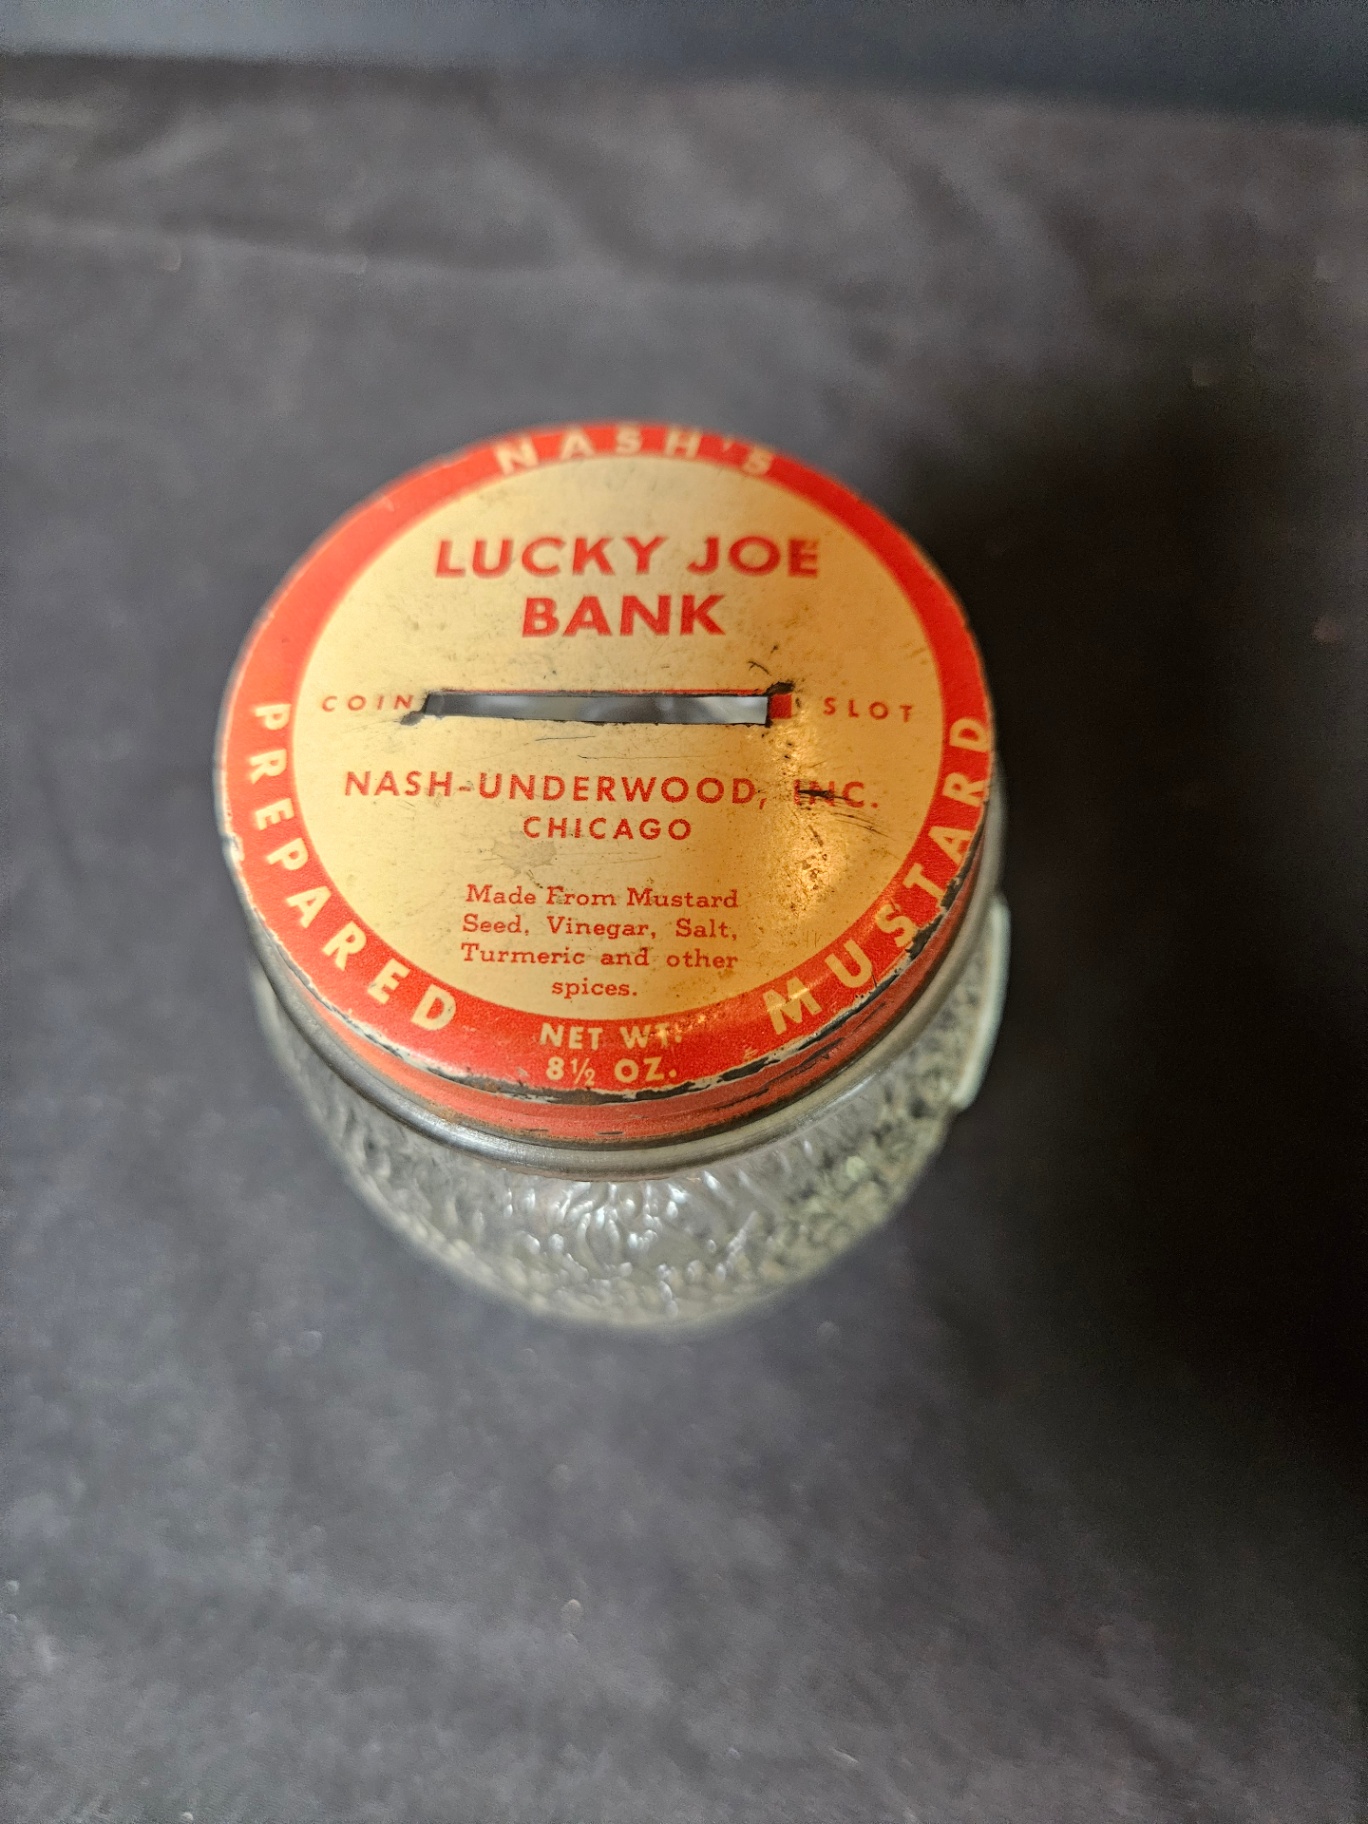 NASH'S
LUCKY JOE
BANK
COIN SLOT
NASH-UNDERWOOD, INC.
CHICAGO
Made From Mustard
Seed, Vinegar, Salt,
Turmeric and other
spices.
PREPARED MUSTARD
NET WT.
8½ OZ.